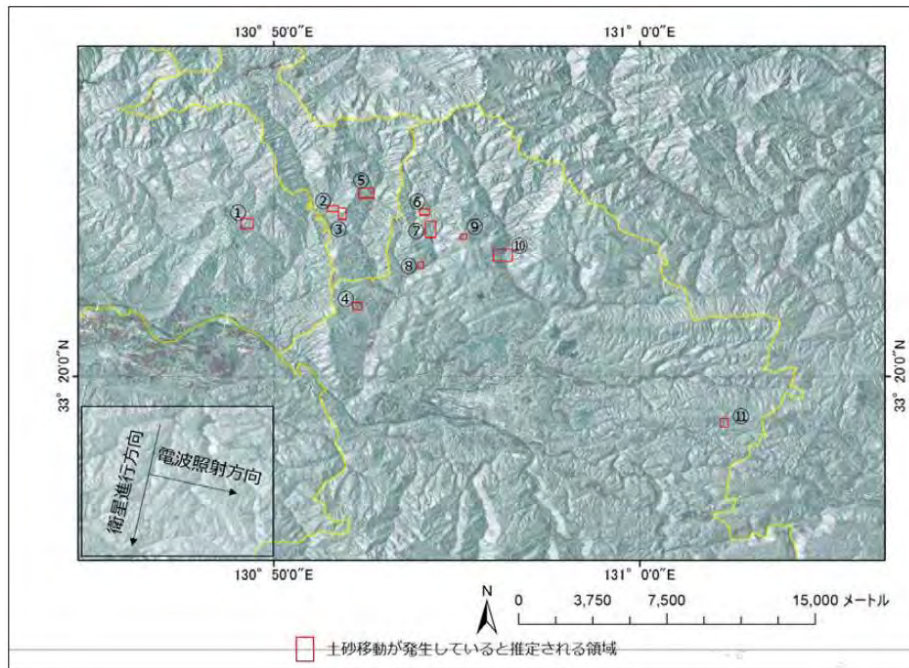 130° 50'0"E 131° 0'0"E
⑤
② ⑥
①
③ ⑦ ⑨
⑩
⑧
④
33° 20'0"N 33° 20'0"N
⑪
衛星進行方向
電波照射方向
130° 50'0"E 131° 0'0"E
N
0 3,750 7,500 15,000 メートル
土砂移動が発生していると推定される領域